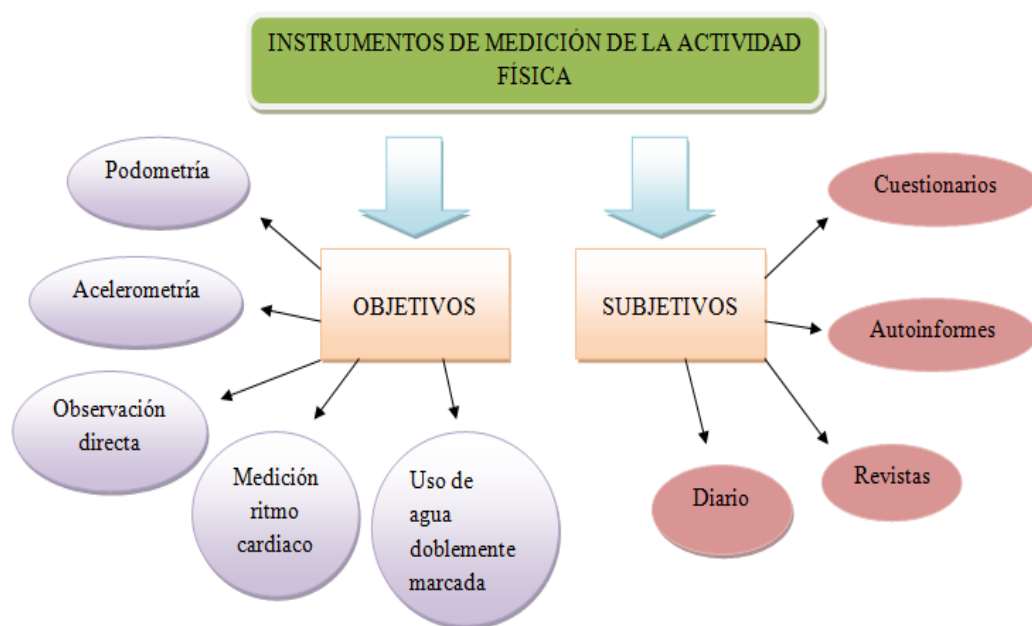 INSTRUMENTOS DE MEDICIÓN DE LA ACTIVIDAD
FÍSICA
OBJETIVOS
Podometría
Acelerometría
Observación
directa
Medición
ritmo
cardiaco
Uso de
agua
doblemente
marcada
SUBJETIVOS
Cuestionarios
Autoinformes
Revistas
Diario